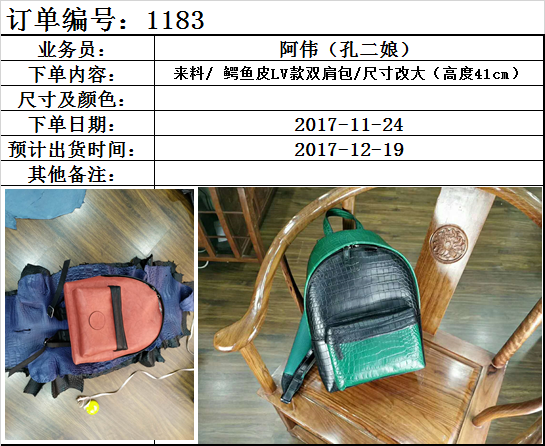 订单编号：1183
业务员： 阿伟（孔二娘）
下单内容： 来料/ 鳄鱼皮LV款双肩包/尺寸改大（高度41cm）
尺寸及颜色：
下单日期： 2017-11-24
预计出货时间： 2017-12-19
其他备注：